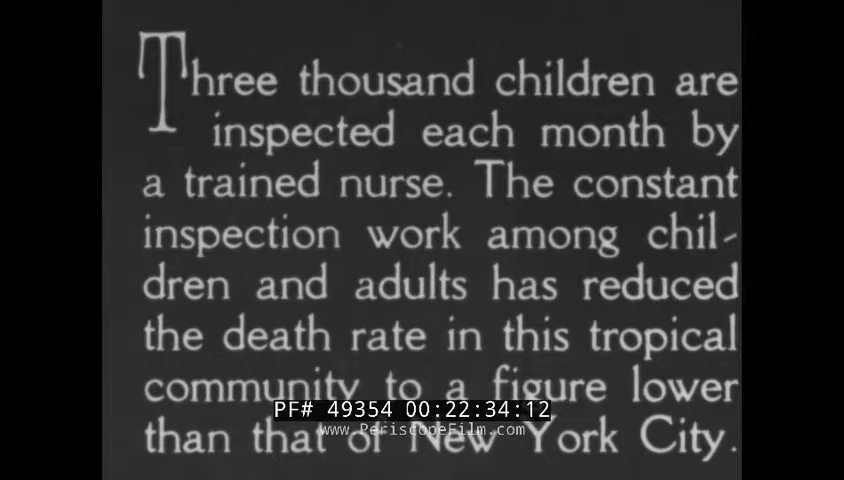 Three thousand children are
inspected each month by
a trained nurse. The constant
inspection work among chil-
dren and adults has reduced
the death rate in this tropical
community to a figure lower
PF# 49354 00:22:34:12
www.PeriscopeFilm.com
than that of New York City.